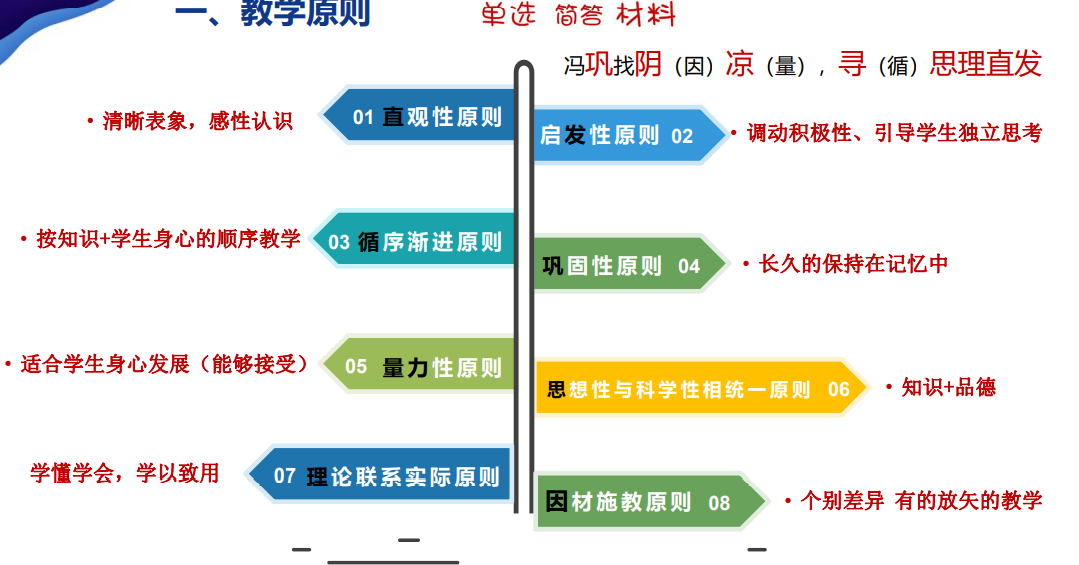 一、教学原则
单选 简答 材料
冯巩找阴（因）凉（量），寻（循）思理直发
• 清晰表象，感性认识
01 直观性原则
启发性原则 02
• 调动积极性、引导学生独立思考
• 按知识+学生身心的顺序教学
03 循序渐进原则
巩固性原则 04
• 长久的保持在记忆中
• 适合学生身心发展（能够接受）
05 量力性原则
思想性与科学性相统一原则 06
• 知识+品德
学懂学会，学以致用
07 理论联系实际原则
因材施教原则 08
• 个别差异 有的放矢的教学